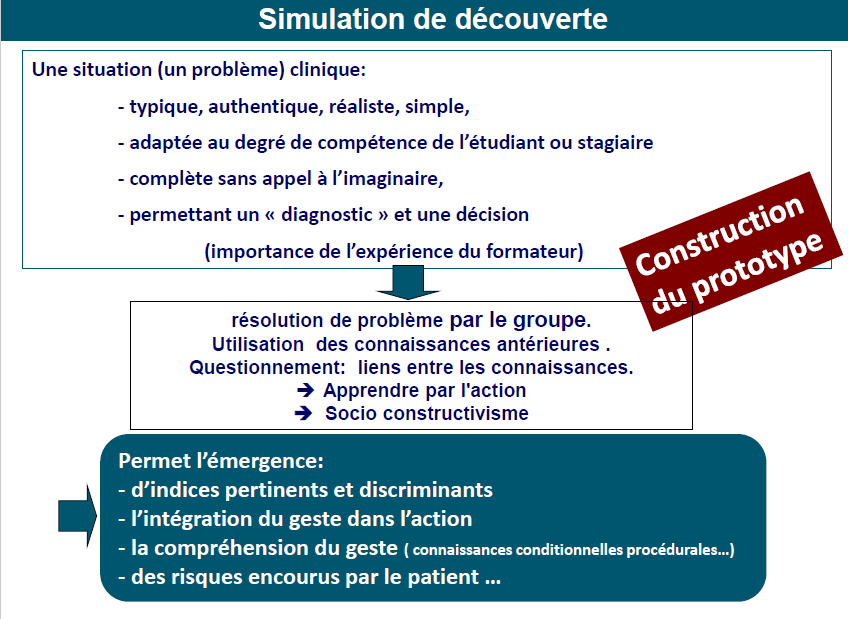 Simulation de découverte
Une situation (un problème) clinique:
- typique, authentique, réaliste, simple,
- adaptée au degré de compétence de l’étudiant ou stagiaire
- complète sans appel à l’imaginaire,
- permettant un « diagnostic » et une décision
(importance de l’expérience du formateur)
Construction
du prototype
résolution de problème par le groupe.
Utilisation des connaissances antérieures .
Questionnement: liens entre les connaissances.
➔ Apprendre par l'action
➔ Socio constructivisme
Permet l’émergence:
- d’indices pertinents et discriminants
- l’intégration du geste dans l’action
- la compréhension du geste ( connaissances conditionnelles procédurales…)
- des risques encourus par le patient …